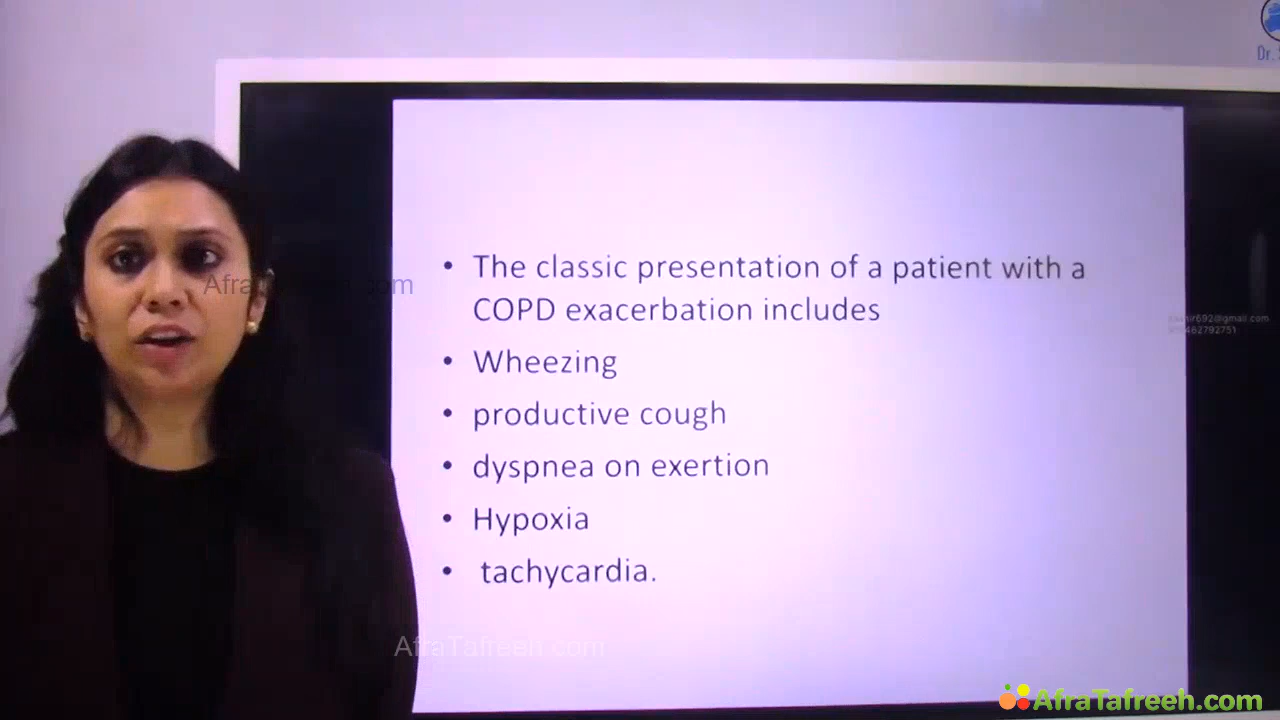 Dr.
• The classic presentation of a patient with a
COPD exacerbation includes
• Wheezing
• productive cough
• dyspnea on exertion
• Hypoxia
•  tachycardia.
AfraTafreeh.com
AfraTafreeh.com